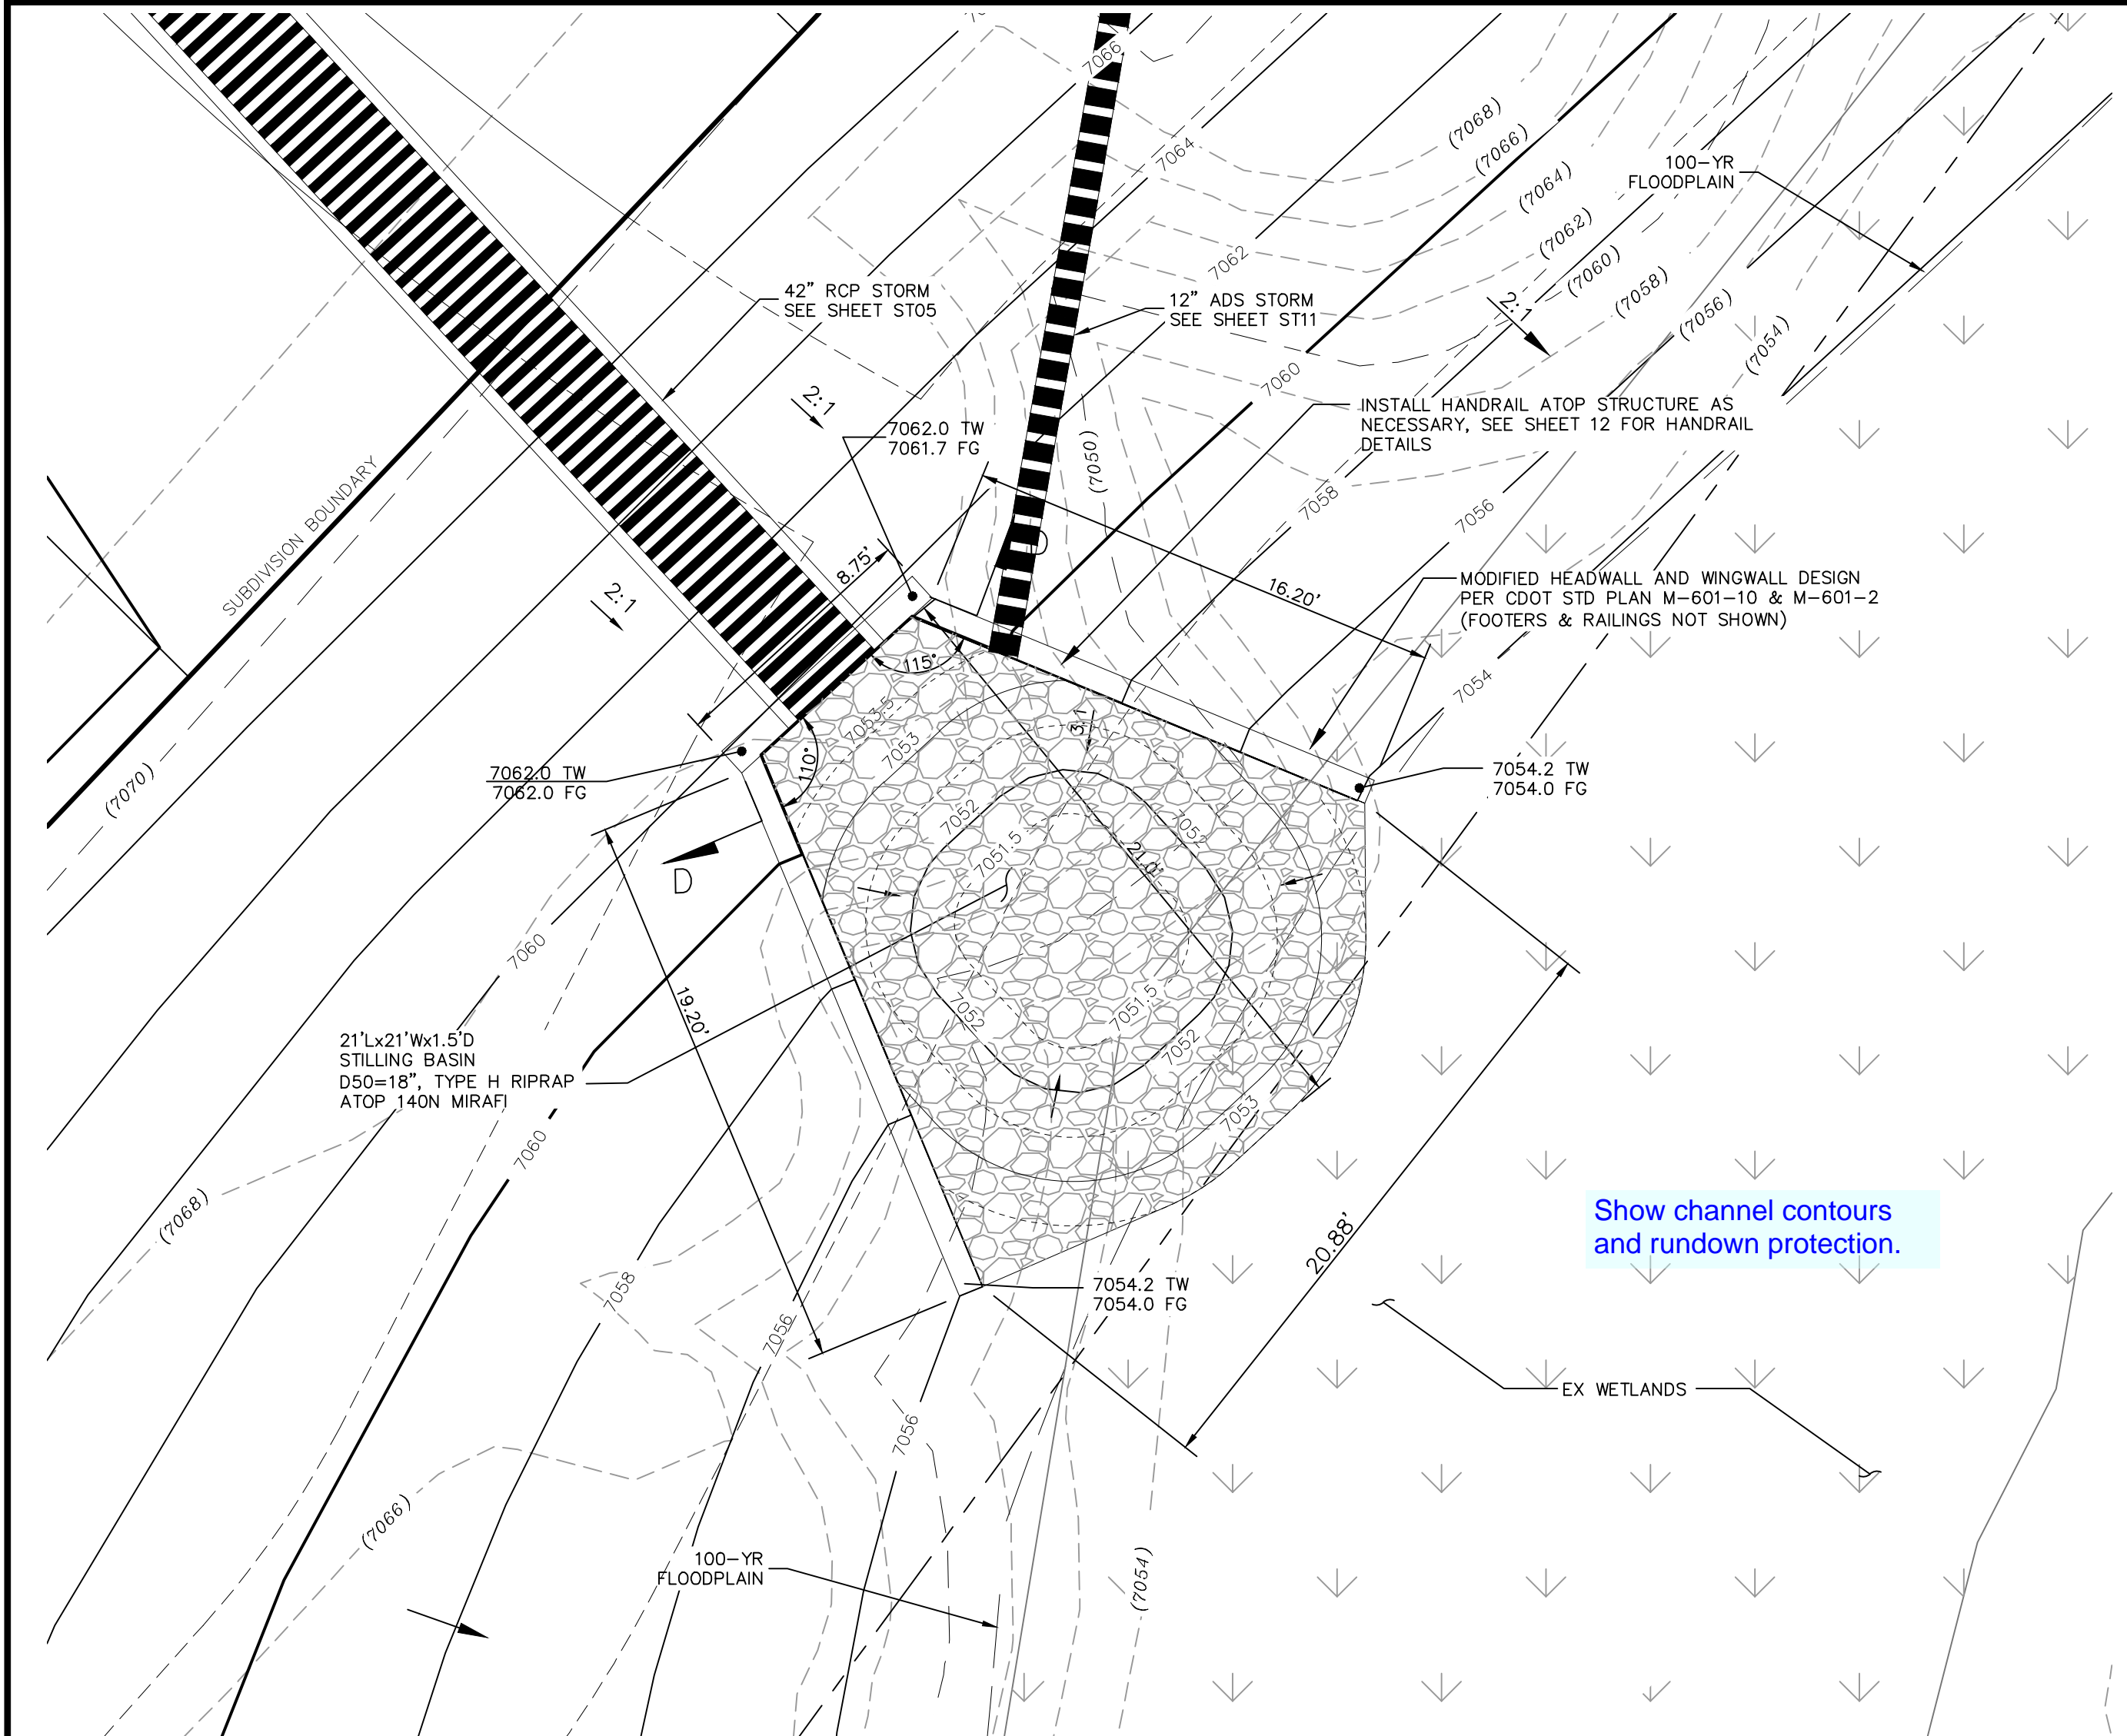 7066
(7068)
(7066)
7064
100-YR
FLOODPLAIN
(7064)
(7062)
7062
(7060)
(7058)
42” RCP STORM
SEE SHEET ST05
12” ADS STORM
SEE SHEET ST11
2:1
(7056)
(7054)
7060
2:1
INSTALL HANDRAIL ATOP STRUCTURE AS
NECESSARY, SEE SHEET 12 FOR HANDRAIL
DETAILS
7062.0 TW
7061.7 FG
(7050)
SUBDIVISION BOUNDARY
7058
7056
D
8.75'
16.20'
2:1
MODIFIED HEADWALL AND WINGWALL DESIGN
PER CDOT STD PLAN M-601-10 & M-601-2
(FOOTERS & RAILINGS NOT SHOWN)
115°
7054
7053.5
7053
3:1
110°
7062.0 TW
7062.0 FG
(7070)
7054.2 TW
7054.0 FG
7052
7052
7051.5
21.0'
D
7060
19.20'
7052
7051.5
7052
21'Lx21'Wx1.5'D
STILLING BASIN
D50=18”, TYPE H RIPRAP
ATOP 140N MIRAFI
7053
7060
(7068)
Show channel contours
and rundown protection.
20.88'
7058
7054.2 TW
7054.0 FG
7056
EX WETLANDS
7056
(7066)
100-YR
FLOODPLAIN
(7054)